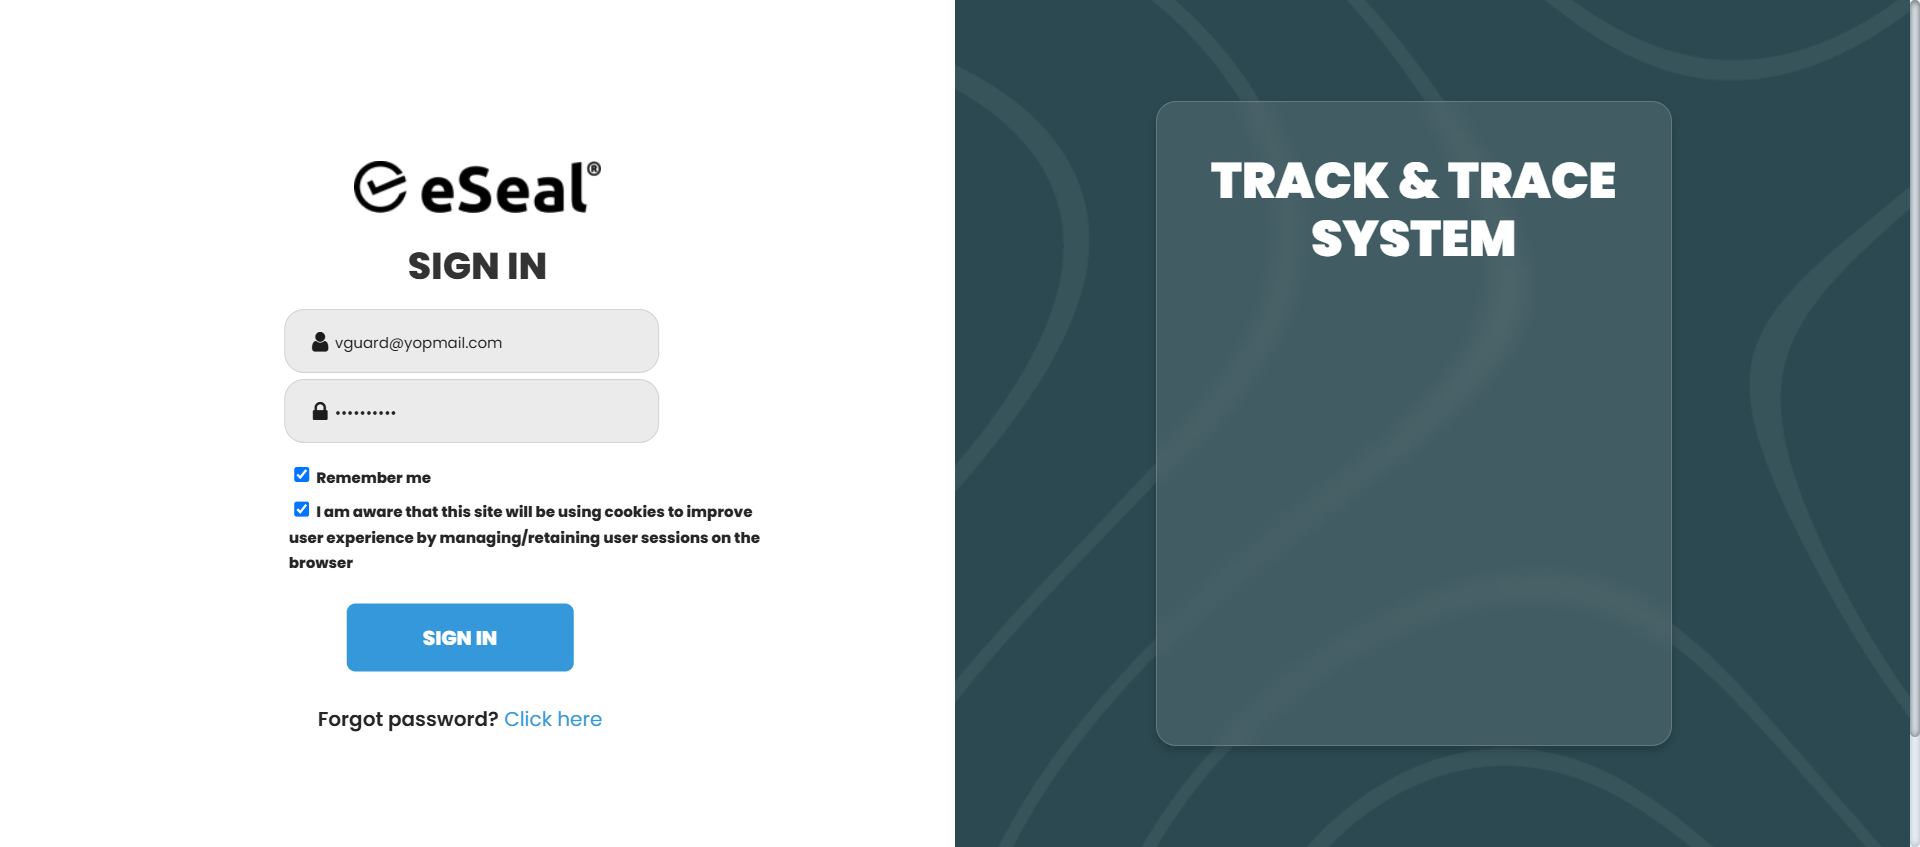 eSeal®
SIGN IN
vguard@yopmail.com
••••••••••
Remember me
I am aware that this site will be using cookies to improve
user experience by managing/retaining user sessions on the
browser
SIGN IN
Forgot password? Click here
TRACK & TRACE
SYSTEM